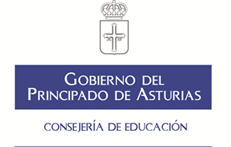 GOBIERNO DEL
PRINCIPADO DE ASTURIAS
CONSEJERÍA DE EDUCACIÓN